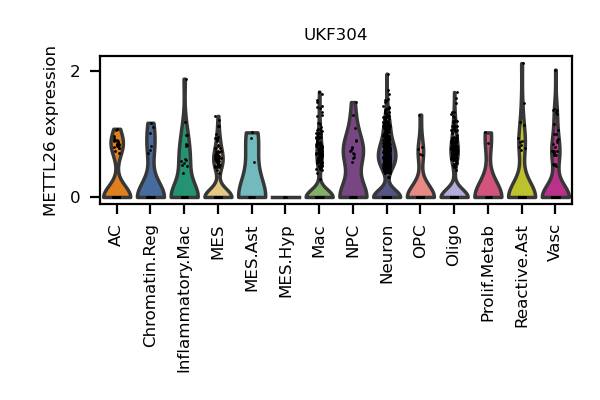 UKF304
METTL26 expression
2
0
AC
Chromatin.Reg
Inflammatory.Mac
MES
MES.Ast
MES.Hyp
Mac
NPC
Neuron
OPC
Oligo
Prolif.Metab
Reactive.Ast
Vasc